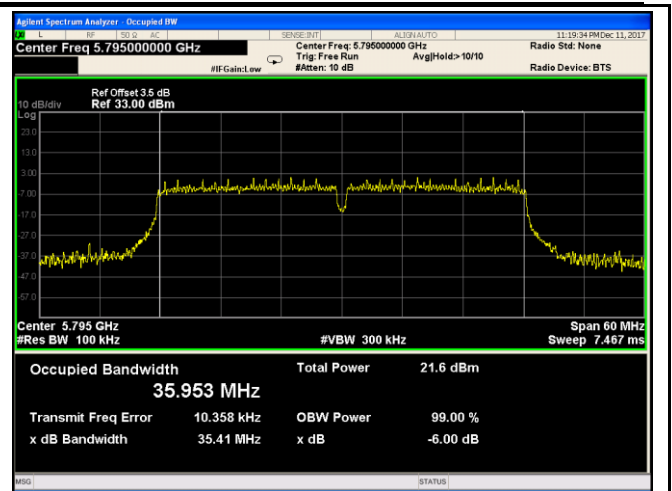 Agilent Spectrum Analyzer - Occupied BW
L RF 50 Ω AC SENSE:INT ALIGN AUTO 11:19:34 PM Dec 11, 2017
Center Freq 5.795000000 GHz Center Freq: 5.795000000 GHz Radio Std: None
Trig: Free Run Avg|Hold:> 10/10
#IFGain:Low #Atten: 10 dB Radio Device: BTS
Ref Offset 3.5 dB
10 dB/div Ref 33.00 dBm
Log
23.0
13.0
3.00
-7.00
-17.0
-27.0
-37.0
-47.0
-57.0
Center 5.795 GHz Span 60 MHz
#Res BW 100 kHz #VBW 300 kHz Sweep 7.467 ms
Occupied Bandwidth Total Power 21.6 dBm
35.953 MHz
Transmit Freq Error 10.358 kHz OBW Power 99.00 %
x dB Bandwidth 35.41 MHz x dB -6.00 dB
MSG STATUS